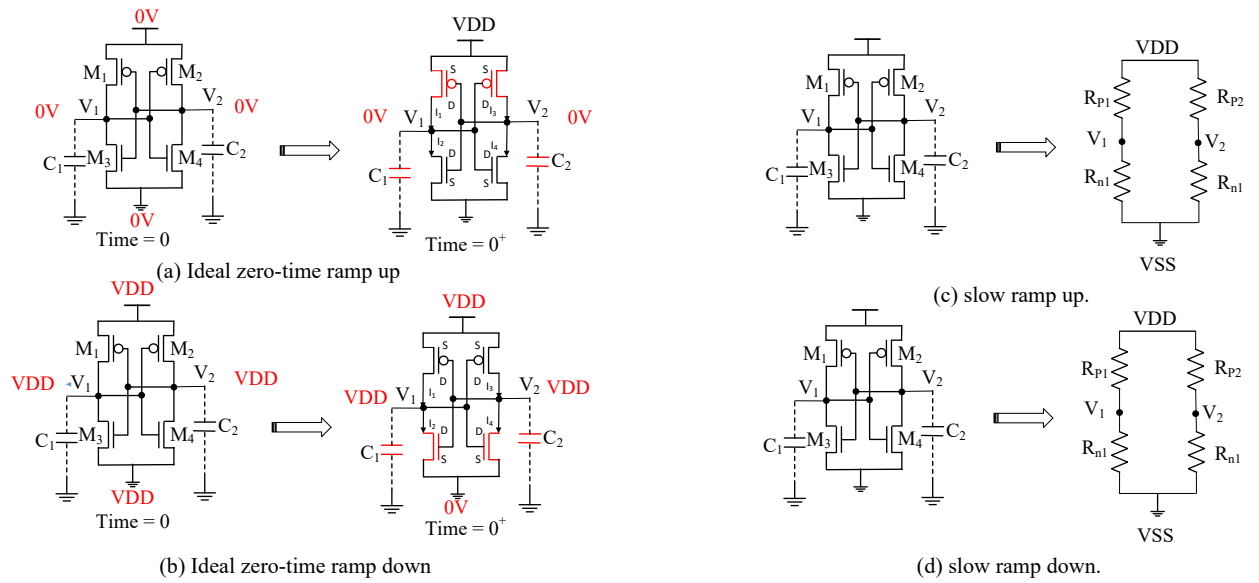 0V
M1 M2
V1 V2
0V 0V
C1 M3 M4 C2
0V
Time = 0
VDD
S S
D D
I1 I3
0V V1 V2 0V
I2 I4
D D
C1 C2
S S
Time = 0+
(a) Ideal zero-time ramp up
VDD
M1 M2
VDD V1 V2 VDD
C1 M3 M4 C2
VDD
Time = 0
VDD
S S
D D
I1 I3
VDD V1 V2 VDD
I2 I4
D D
C1 C2
S S
0V
Time = 0+
(b) Ideal zero-time ramp down
M1 M2
V1 V2
C1 M3 M4 C2
VDD
RP1 RP2
V1 V2
Rn1 Rn1
VSS
(c) slow ramp up.
M1 M2
V1 V2
C1 M3 M4 C2
VDD
RP1 RP2
V1 V2
Rn1 Rn1
VSS
(d) slow ramp down.